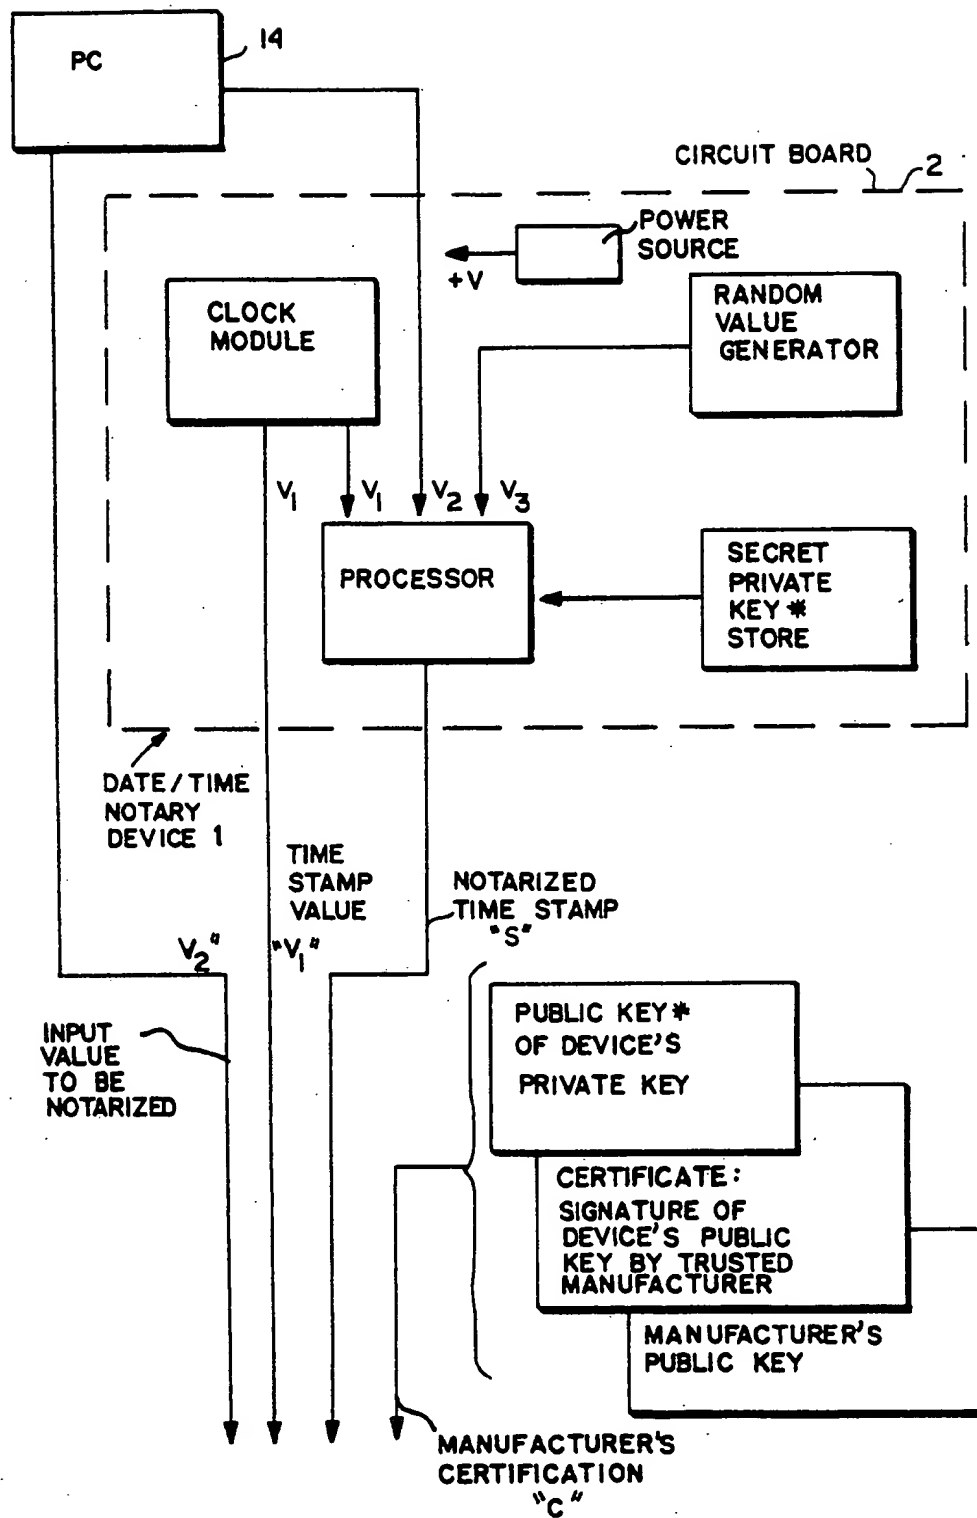 PC
14
CIRCUIT BOARD
2
POWER
SOURCE
+V
CLOCK
MODULE
RANDOM
VALUE
GENERATOR
V1
V1
V2
V3
PROCESSOR
SECRET
PRIVATE
KEY *
STORE
DATE/TIME
NOTARY
DEVICE 1
TIME
STAMP
VALUE
NOTARIZED
TIME STAMP
"S"
V2"
"V1"
INPUT
VALUE
TO BE
NOTARIZED
PUBLIC KEY*
OF DEVICE'S
PRIVATE KEY
CERTIFICATE:
SIGNATURE OF
DEVICE'S PUBLIC
KEY BY TRUSTED
MANUFACTURER
MANUFACTURER'S
PUBLIC KEY
MANUFACTURER'S
CERTIFICATION
"C"